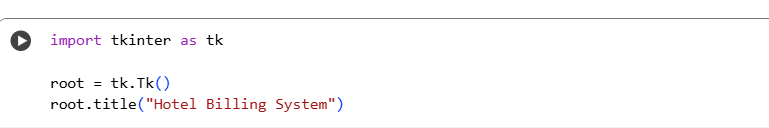 import tkinter as tk
root = tk.Tk()
root.title("Hotel Billing System")